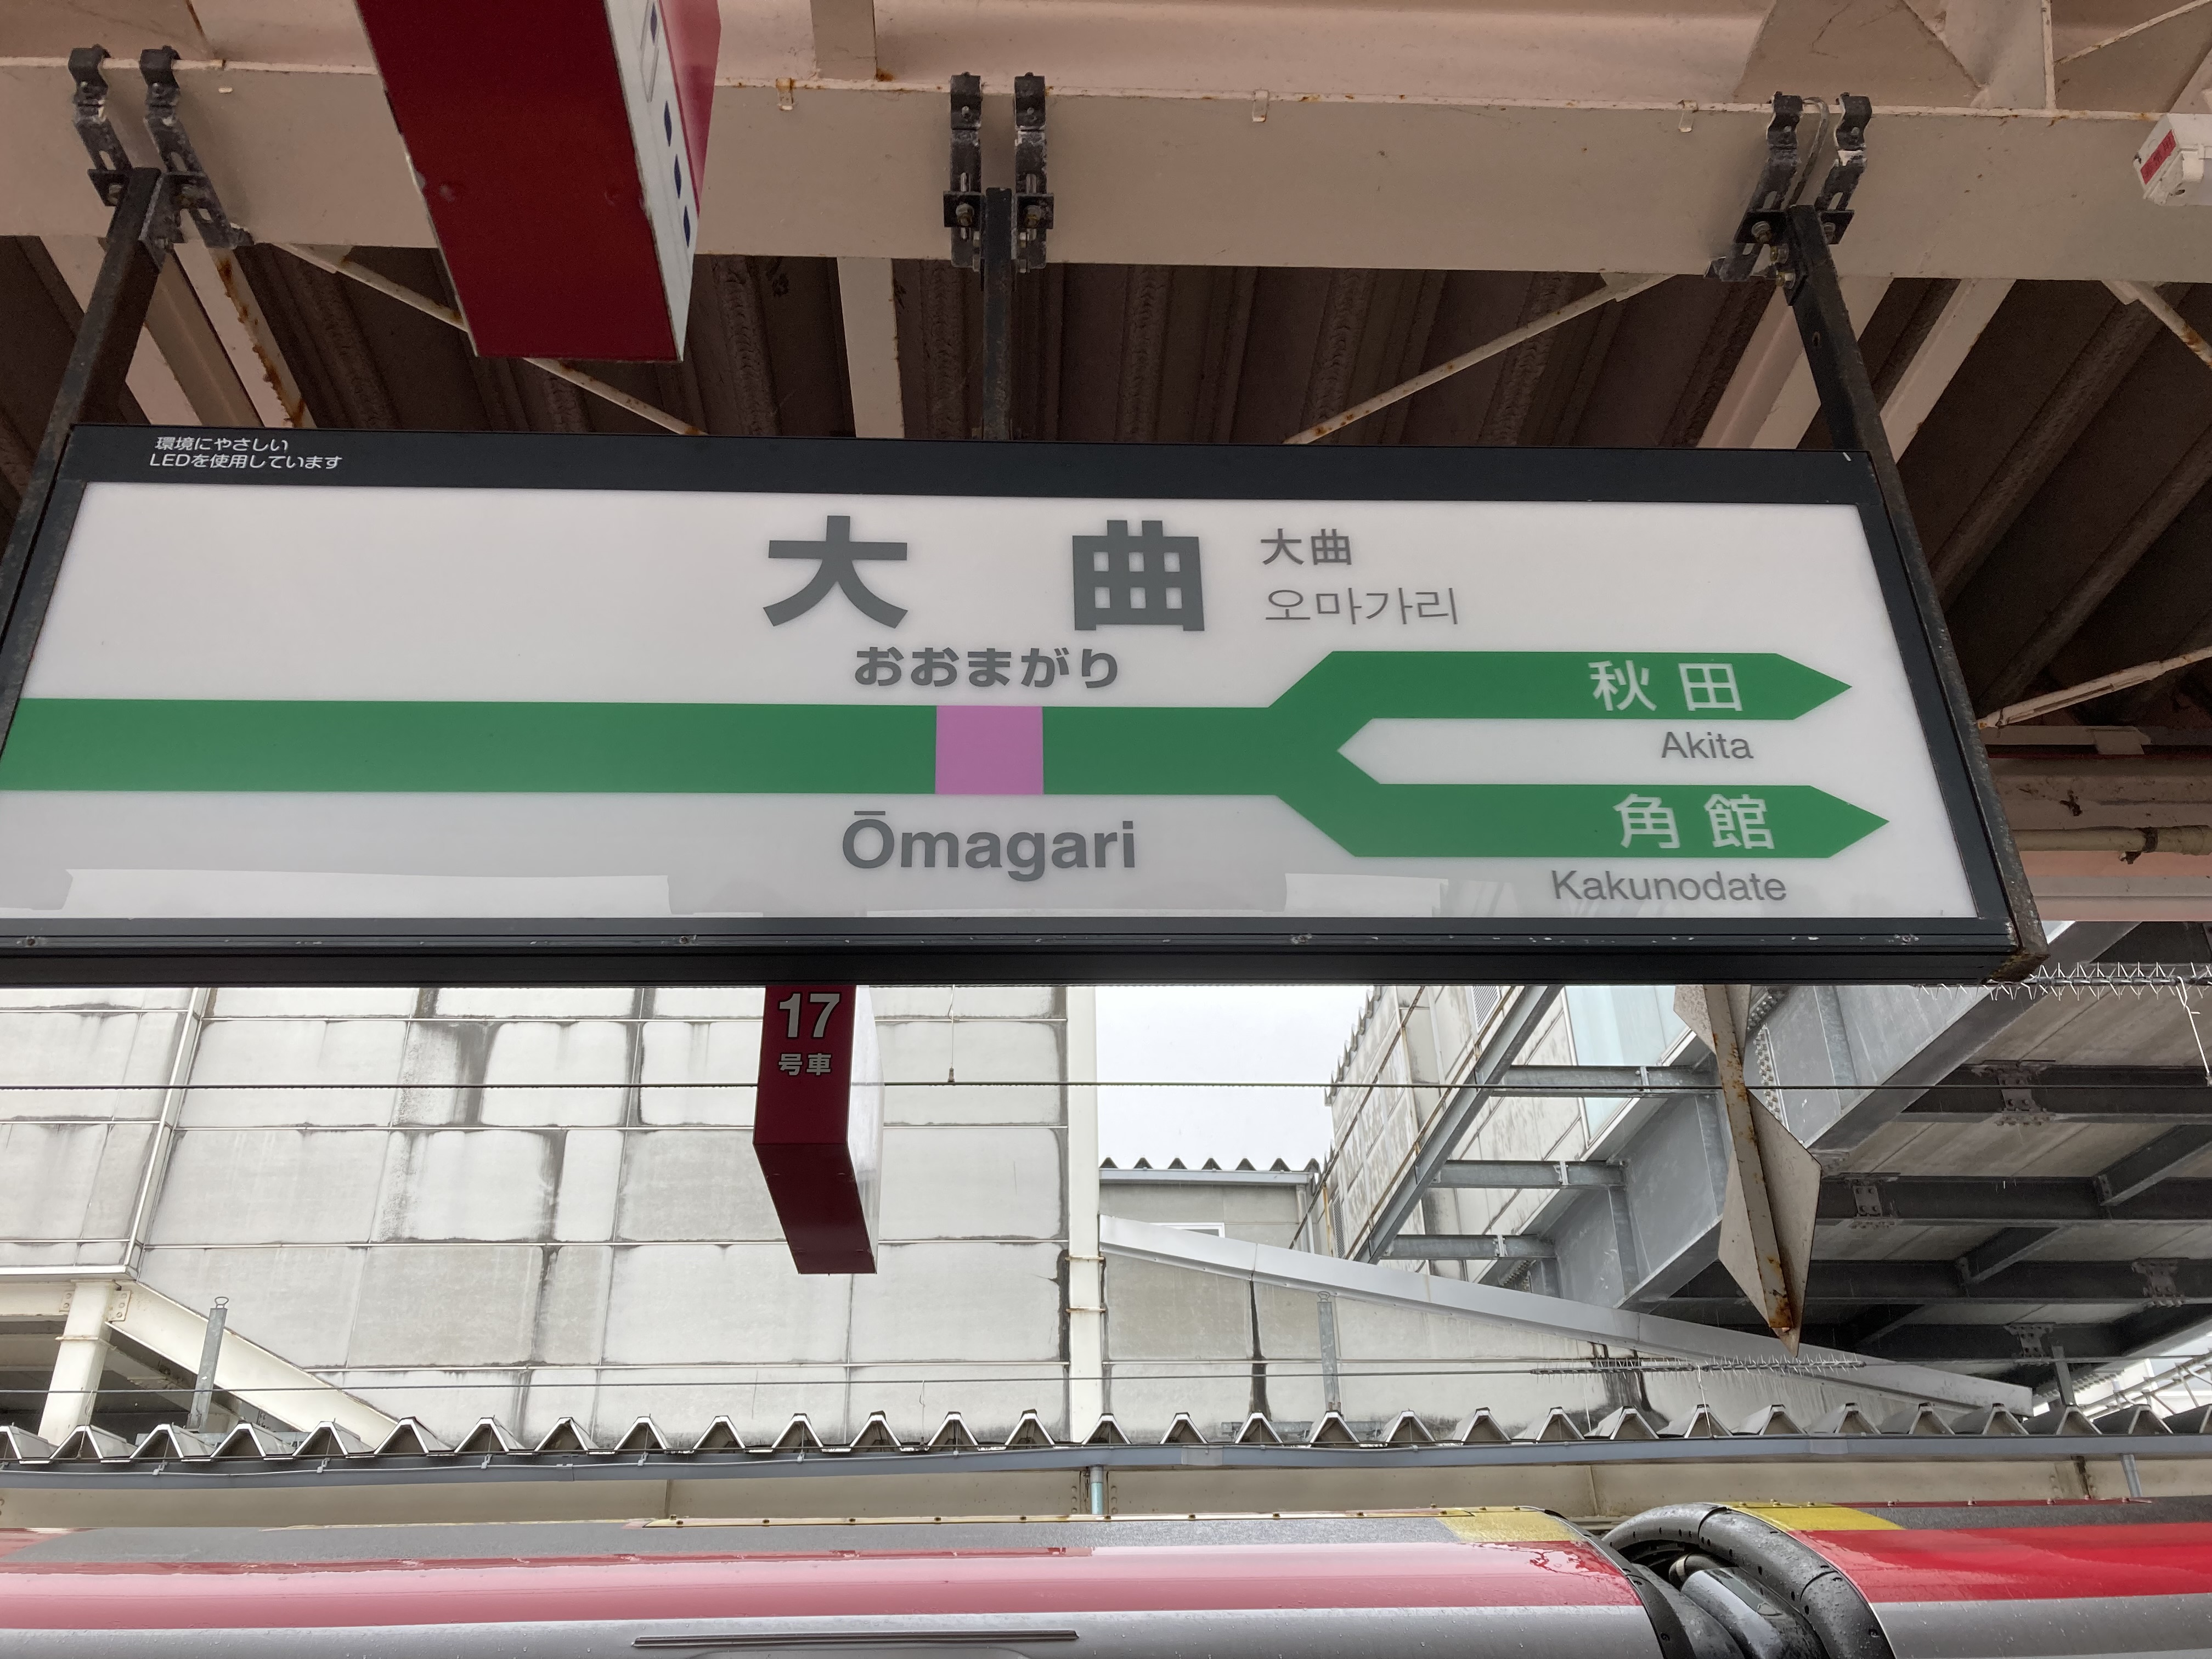 環境にやさしい
LEDを使用しています
大曲
大曲
오마가리
おおまがり
秋田
Akita
Ōmagari
角館
Kakunodate
17
号車